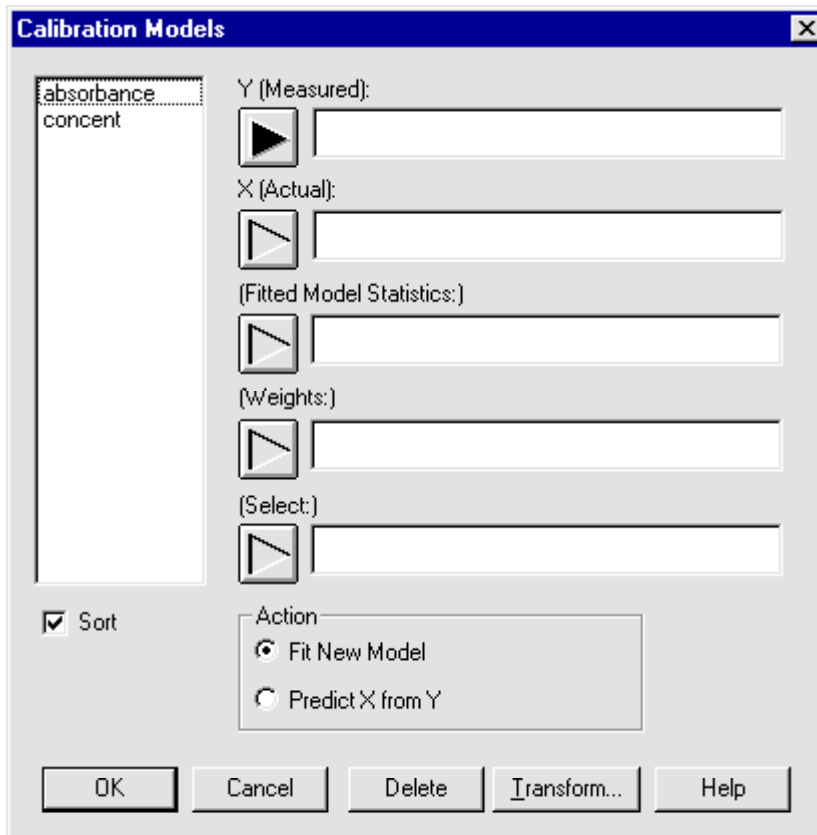 Calibration Models
absorbance
concent
Y (Measured):
X (Actual):
(Fitted Model Statistics:)
(Weights:)
(Select:)
Sort
Action
Fit New Model
Predict X from Y
OK
Cancel
Delete
Transform...
Help